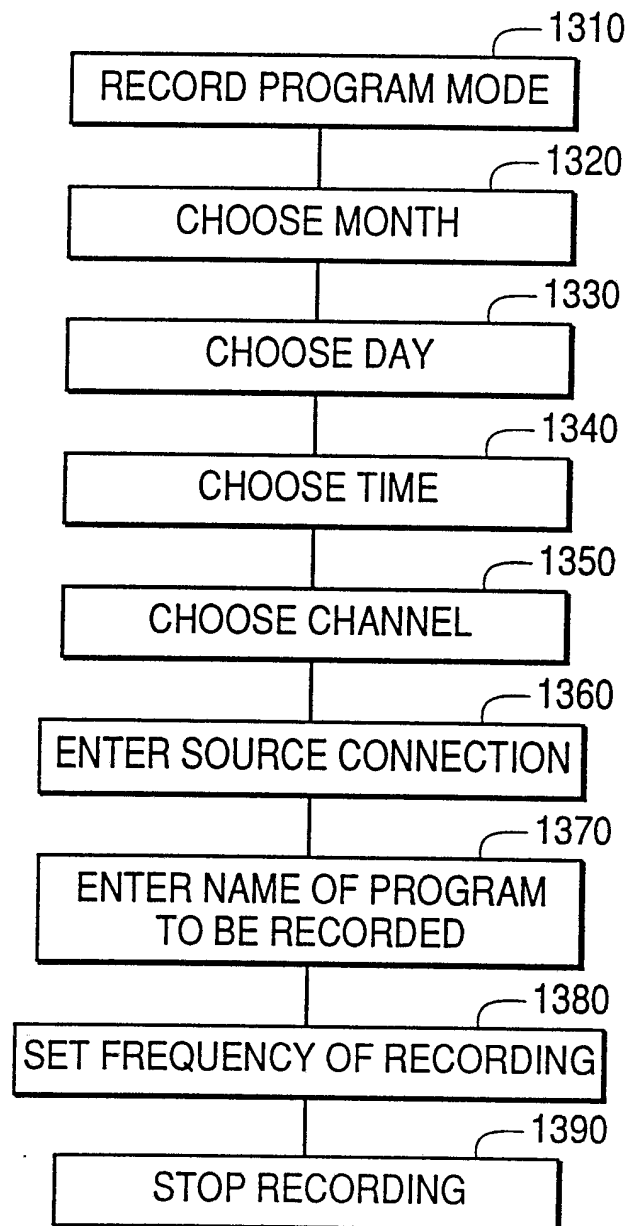 1310
RECORD PROGRAM MODE
1320
CHOOSE MONTH
1330
CHOOSE DAY
1340
CHOOSE TIME
1350
CHOOSE CHANNEL
1360
ENTER SOURCE CONNECTION
1370
ENTER NAME OF PROGRAM
TO BE RECORDED
1380
SET FREQUENCY OF RECORDING
1390
STOP RECORDING